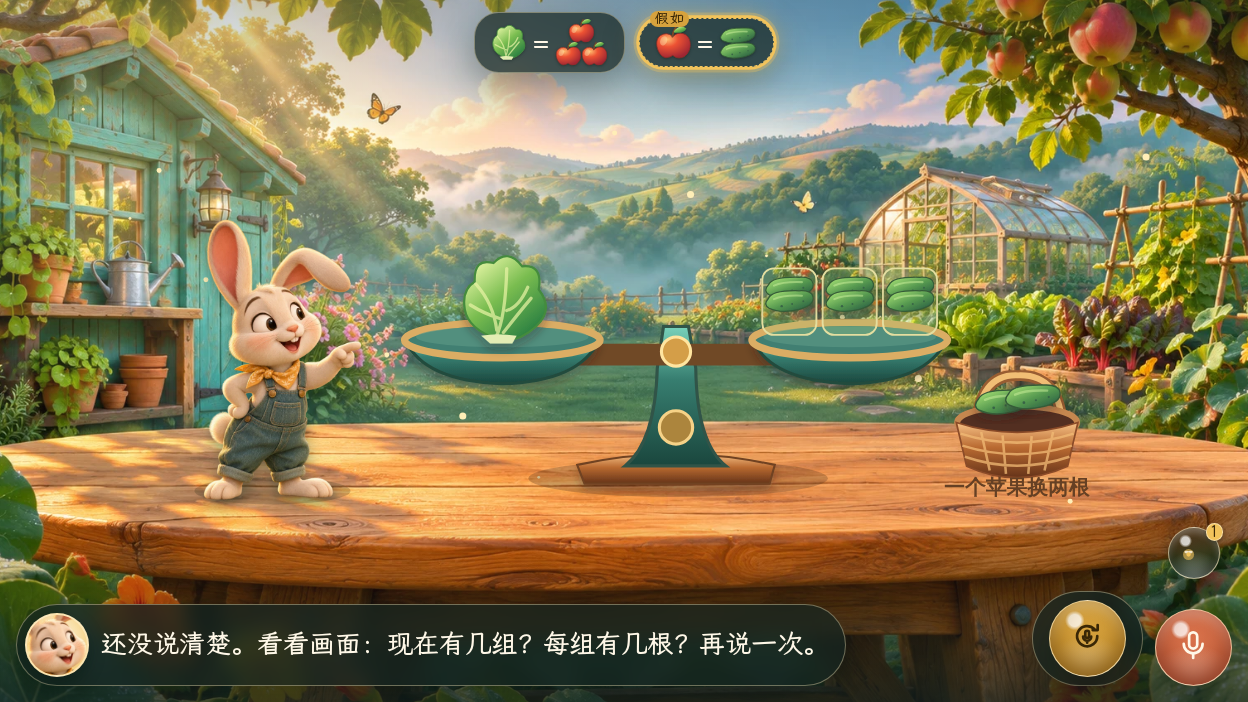 =
假如
=
一个苹果换两根
1
还没说清楚。看看画面：现在有几组？每组有几根？再说一次。